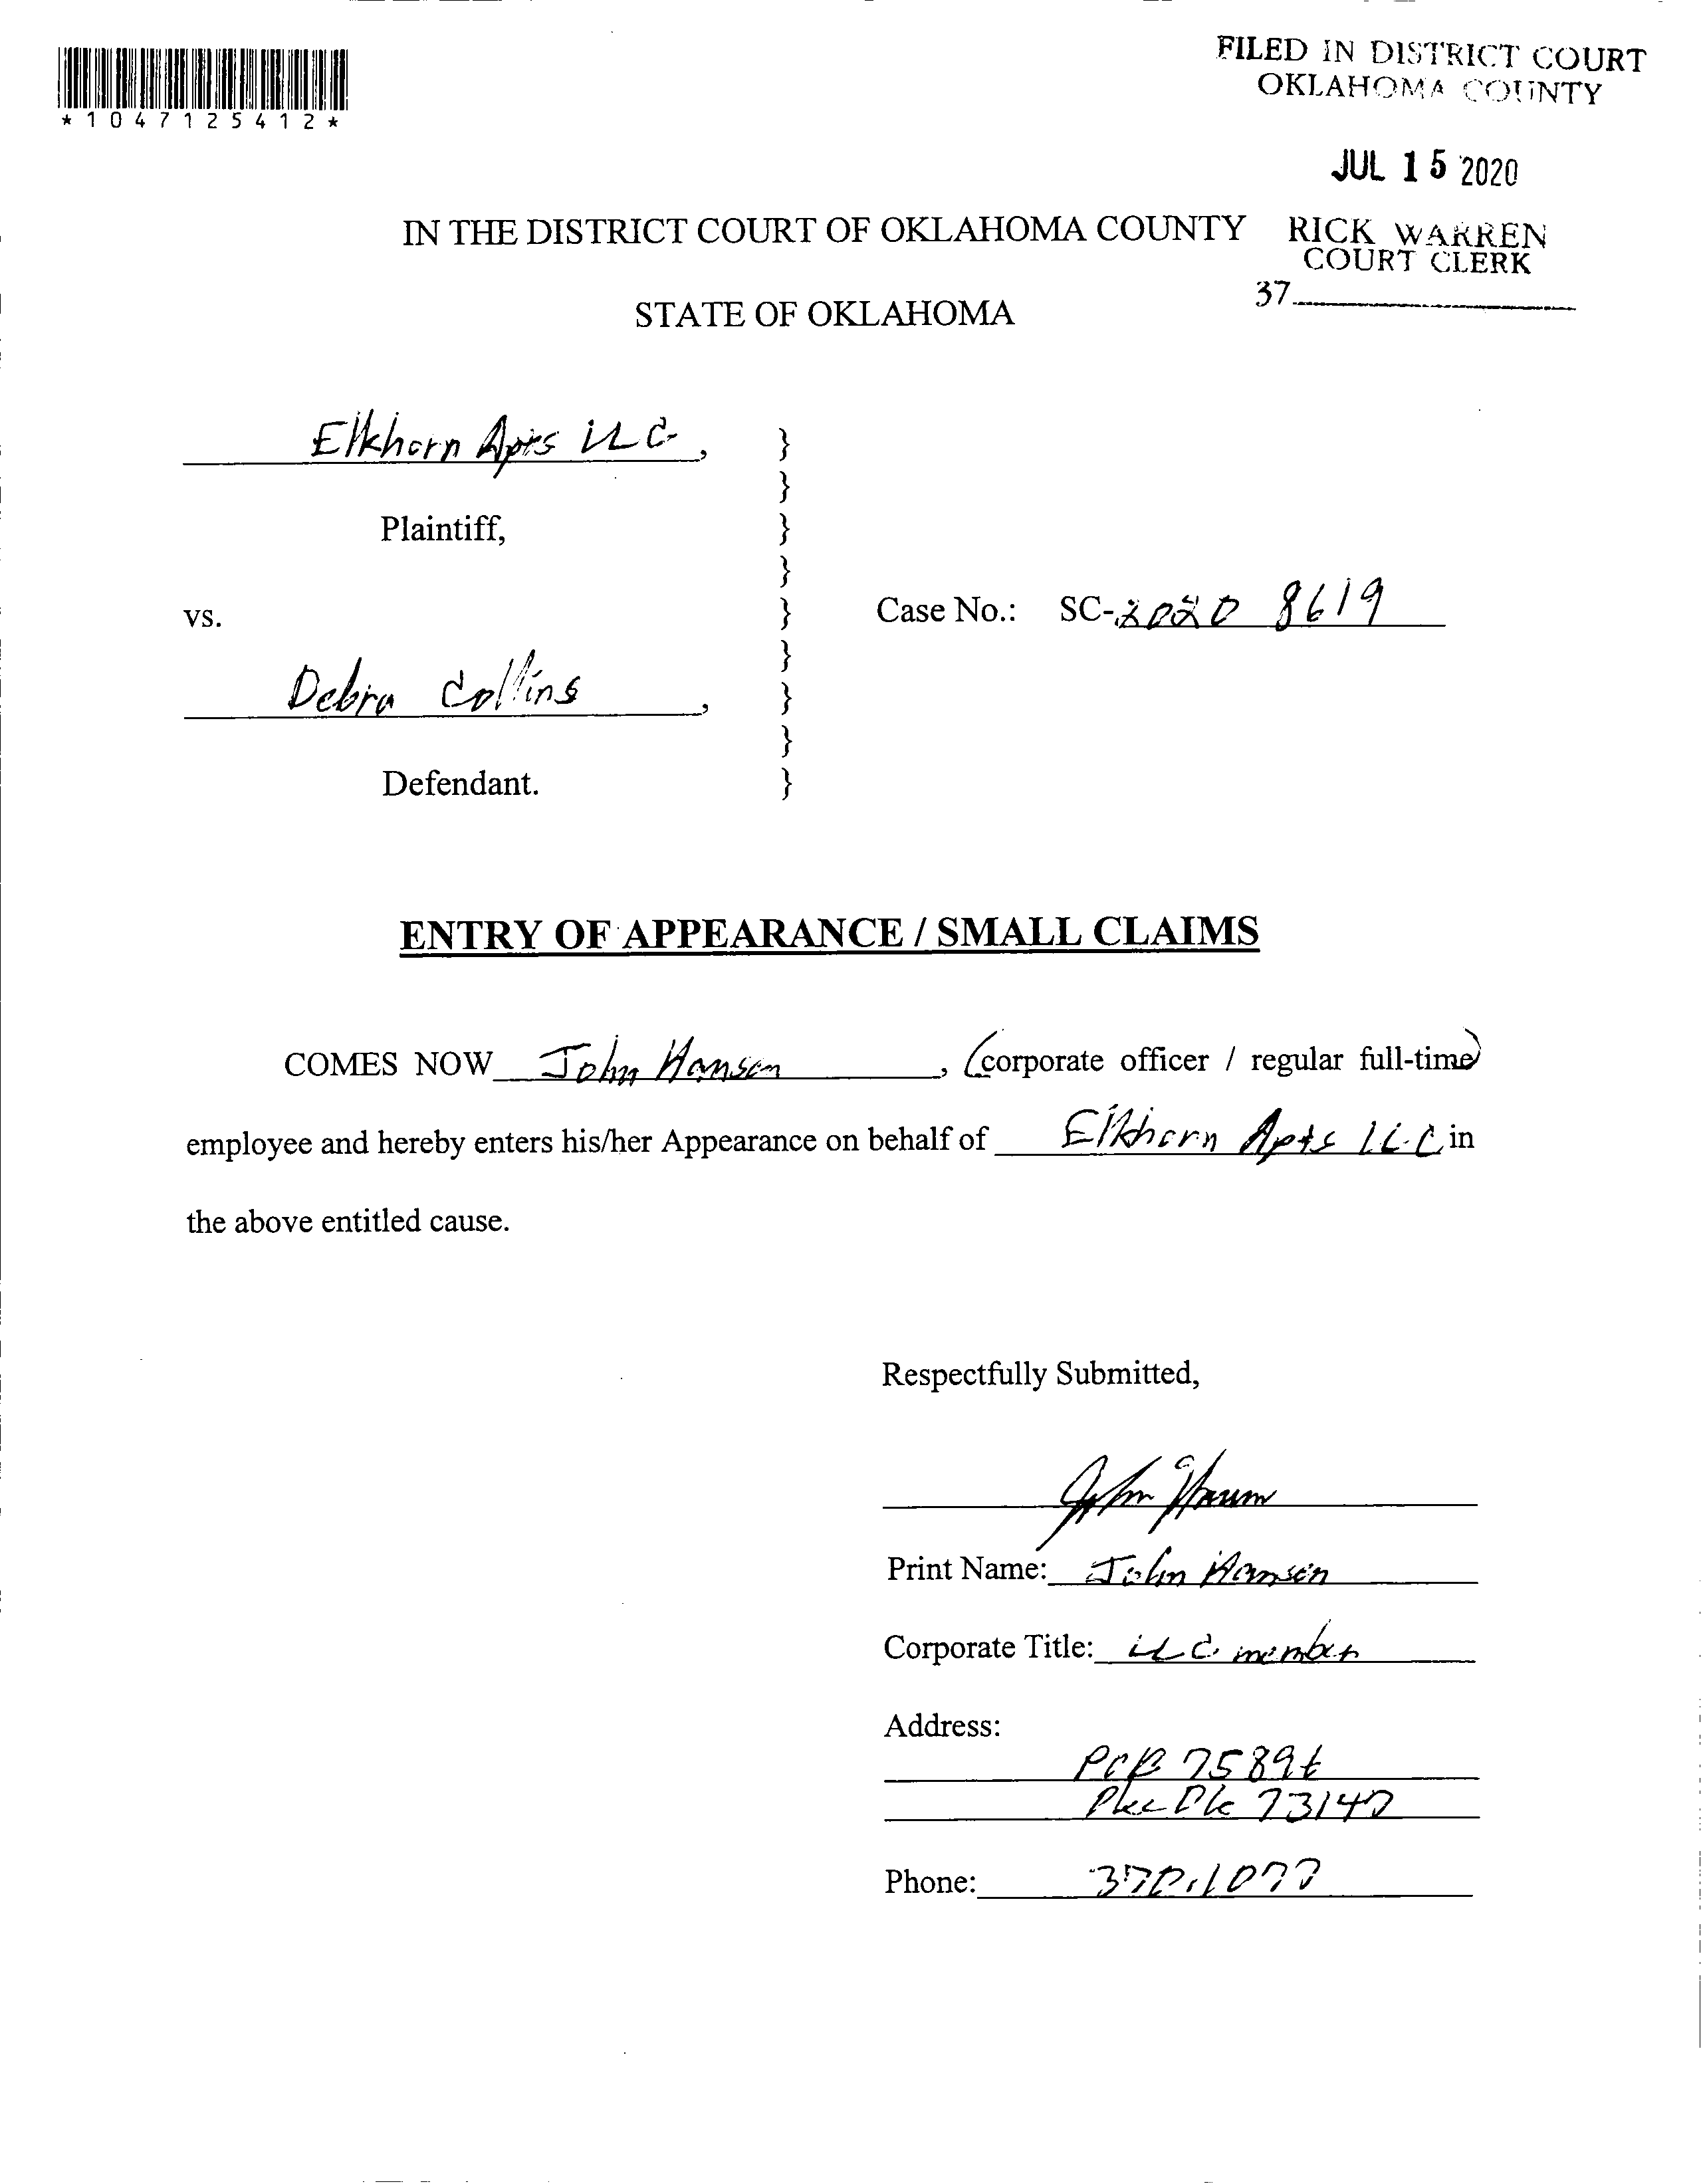 *1047125412*
FILED IN DISTRICT COURT
OKLAHOMA COUNTY
JUL 15 2020
RICK WARREN
COURT CLERK
37
IN THE DISTRICT COURT OF OKLAHOMA COUNTY
STATE OF OKLAHOMA
Elkhorn Apts LLC,
Plaintiff,
vs.
Case No.: SC-2020 8619
Debra Collins,
Defendant.
ENTRY OF APPEARANCE / SMALL CLAIMS
COMES NOW John Hansen, (corporate officer / regular full-time)
employee and hereby enters his/her Appearance on behalf of Elkhorn Apts LLC in
the above entitled cause.
Respectfully Submitted,
John Hansen
Print Name: John Hansen
Corporate Title: LLC member
Address:
POB 75896
Okc Ok 73147
Phone: 370.1077